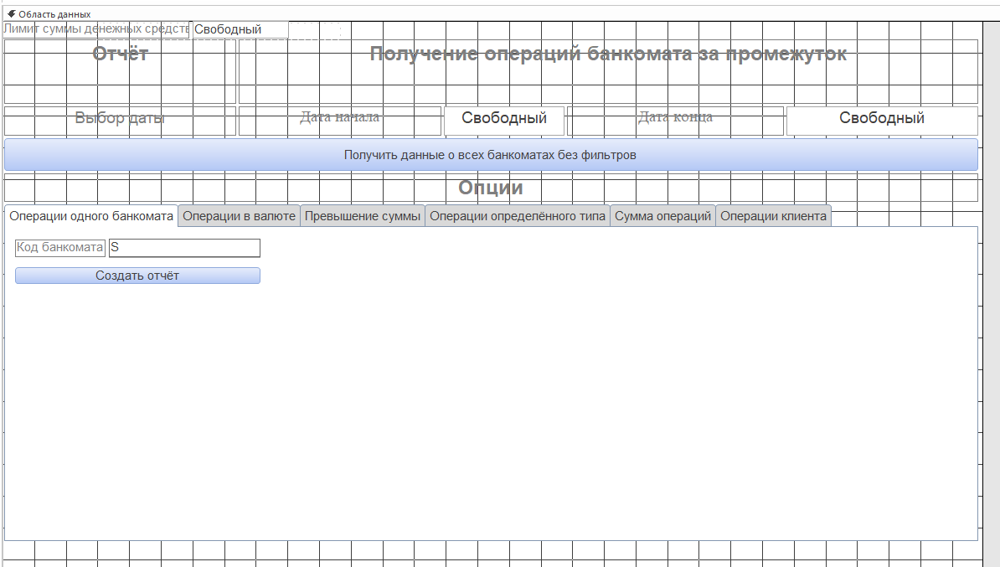 Область данных
Лимит суммы денежных средств Свободный
Отчёт Получение операций банкомата за промежуток
Выбор даты Дата начала Свободный Дата конца Свободный
Получить данные о всех банкоматах без фильтров
Опции
Операции одного банкомата Операции в валюте Превышение суммы Операции определённого типа Сумма операций Операции клиента
Код банкомата S
Создать отчёт